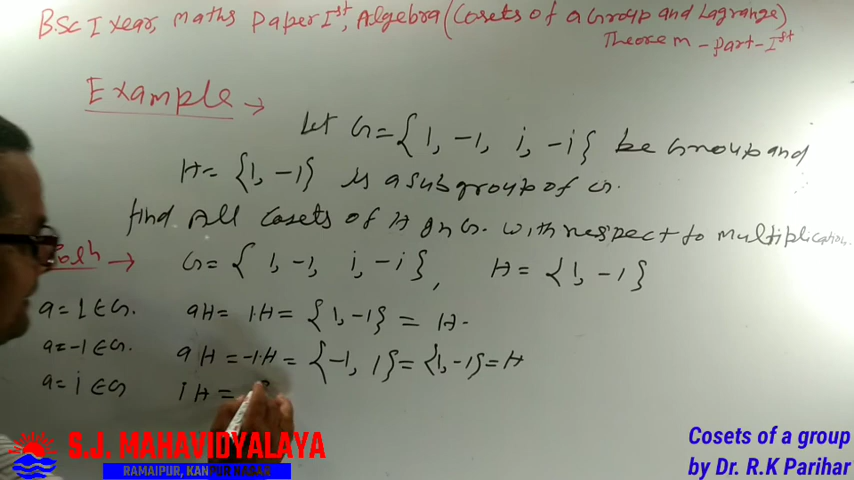 B.Sc I Year, Maths Paper Ist, Algebra (Cosets of a Group and Lagrange)
Theorem - Part - Ist
Example →
Let G = { 1, -1, i, -i } be Group and
H = { 1, -1 } is a subgroup of G.
find All Cosets of H in G. with respect to multiplication.
Soln → G = { 1, -1, i, -i }, H = { 1, -1 }
a = 1 ∈ G. aH = 1.H = { 1, -1 } = H.
a = -1 ∈ G. aH = -1.H = { -1, 1 } = { 1, -1 } = H
a = i ∈ G iH =
S.J. MAHAVIDYALAYA
RAMAIPUR, KANPUR NAGAR
Cosets of a group
by Dr. R.K Parihar